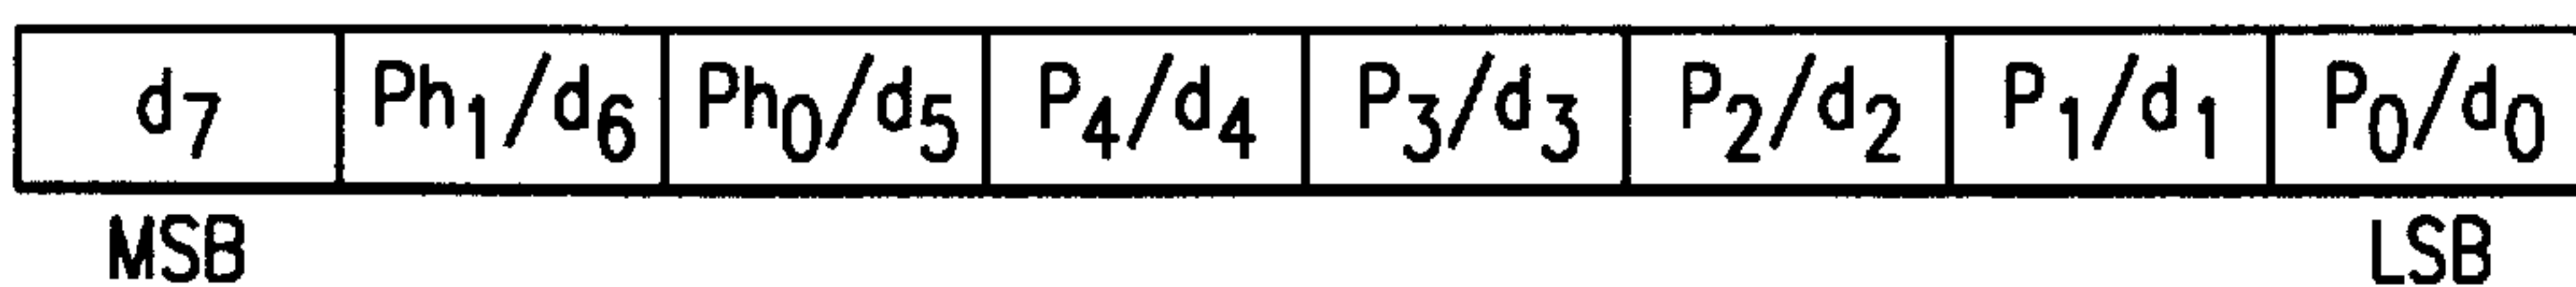 d7 Ph1/d6 Ph0/d5 P4/d4 P3/d3 P2/d2 P1/d1 P0/d0
MSB LSB